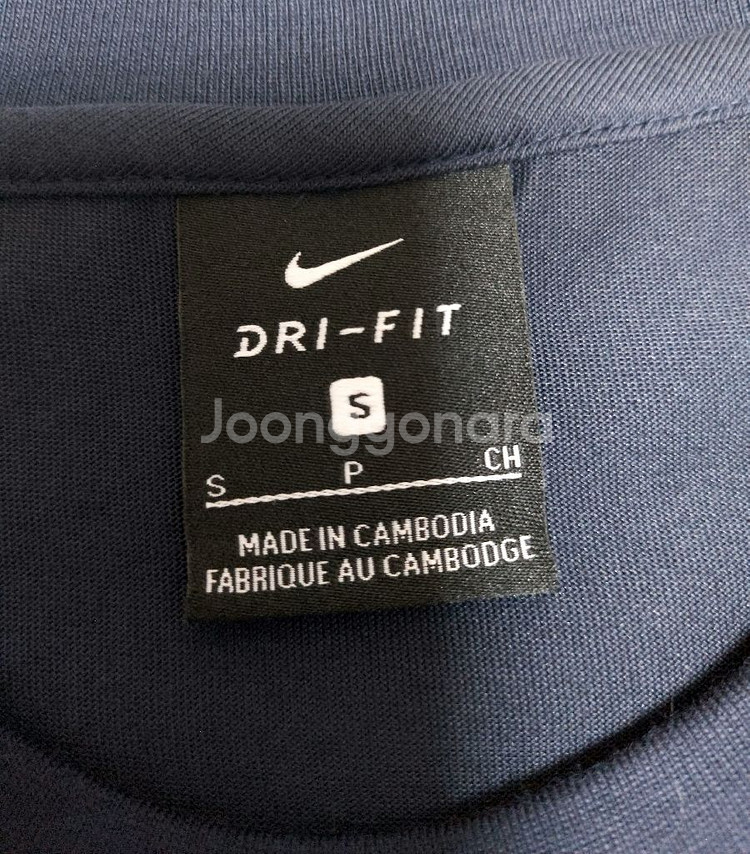 DRI-FIT
S
Joonggonara
S P CH
MADE IN CAMBODIA
FABRIQUE AU CAMBODGE